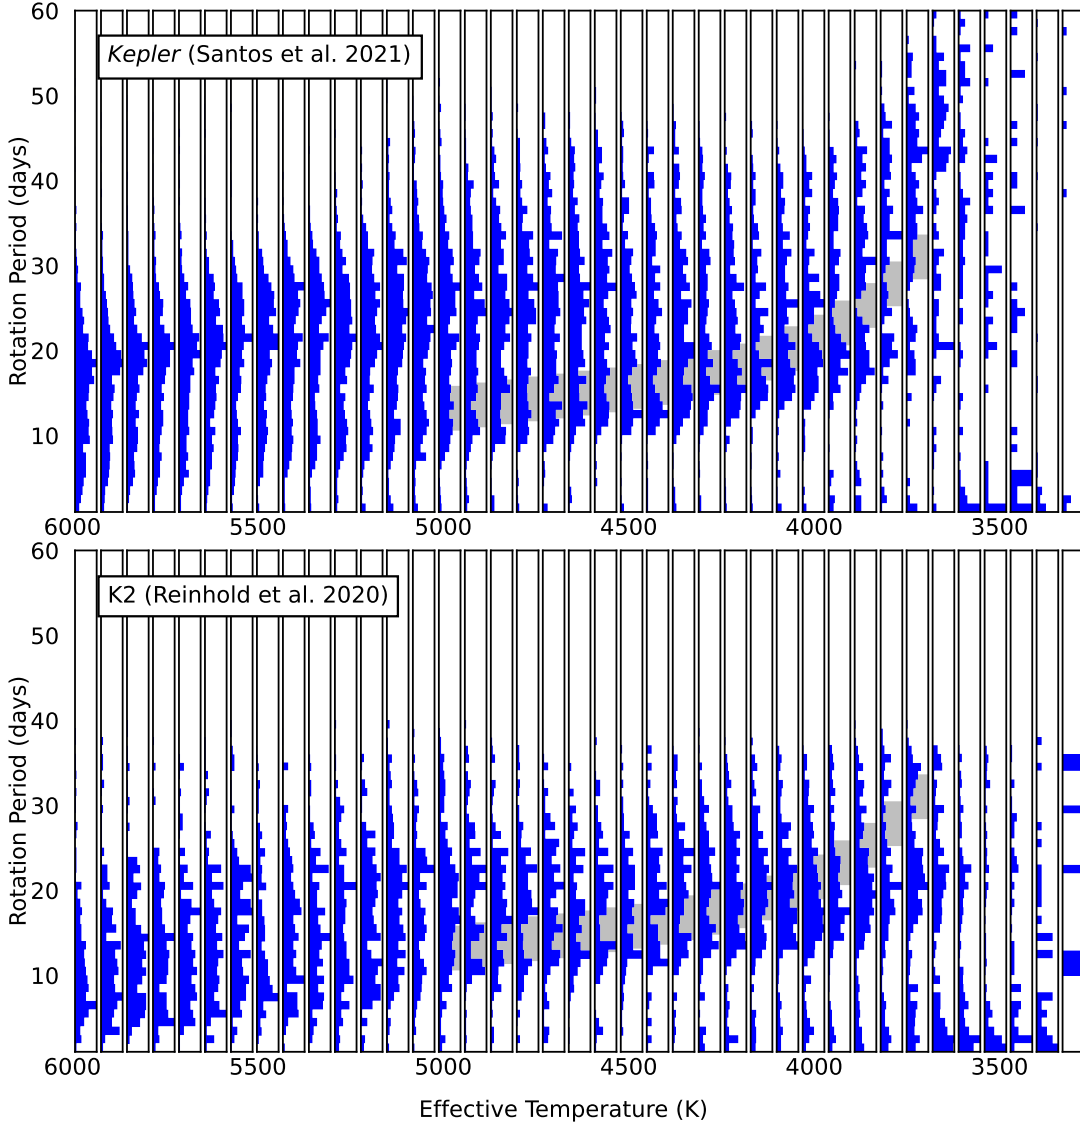 60
Kepler (Santos et al. 2021)
50
40
30
20
10
Rotation Period (days)
6000 5500 5000 4500 4000 3500
60
K2 (Reinhold et al. 2020)
50
40
30
20
10
Rotation Period (days)
6000 5500 5000 4500 4000 3500
Effective Temperature (K)